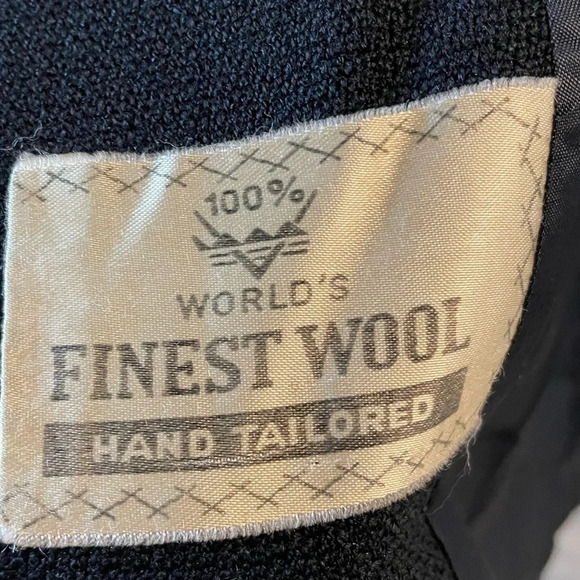 100%
WORLD'S
FINEST WOOL
HAND TAILORED